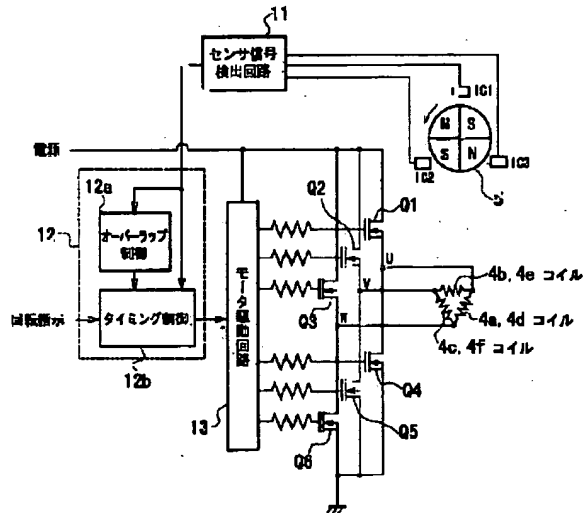 11
センサ信号
検出回路
IC1
N
S
S
N
IC2
IC3
5
電源
12a
12
オーバーラップ
制御
回転指示
タイミング制御
12b
モータ駆動回路
13
Q1
Q2
Q3
Q4
Q5
Q6
U
V
W
4b, 4e コイル
4a, 4d コイル
4c, 4f コイル